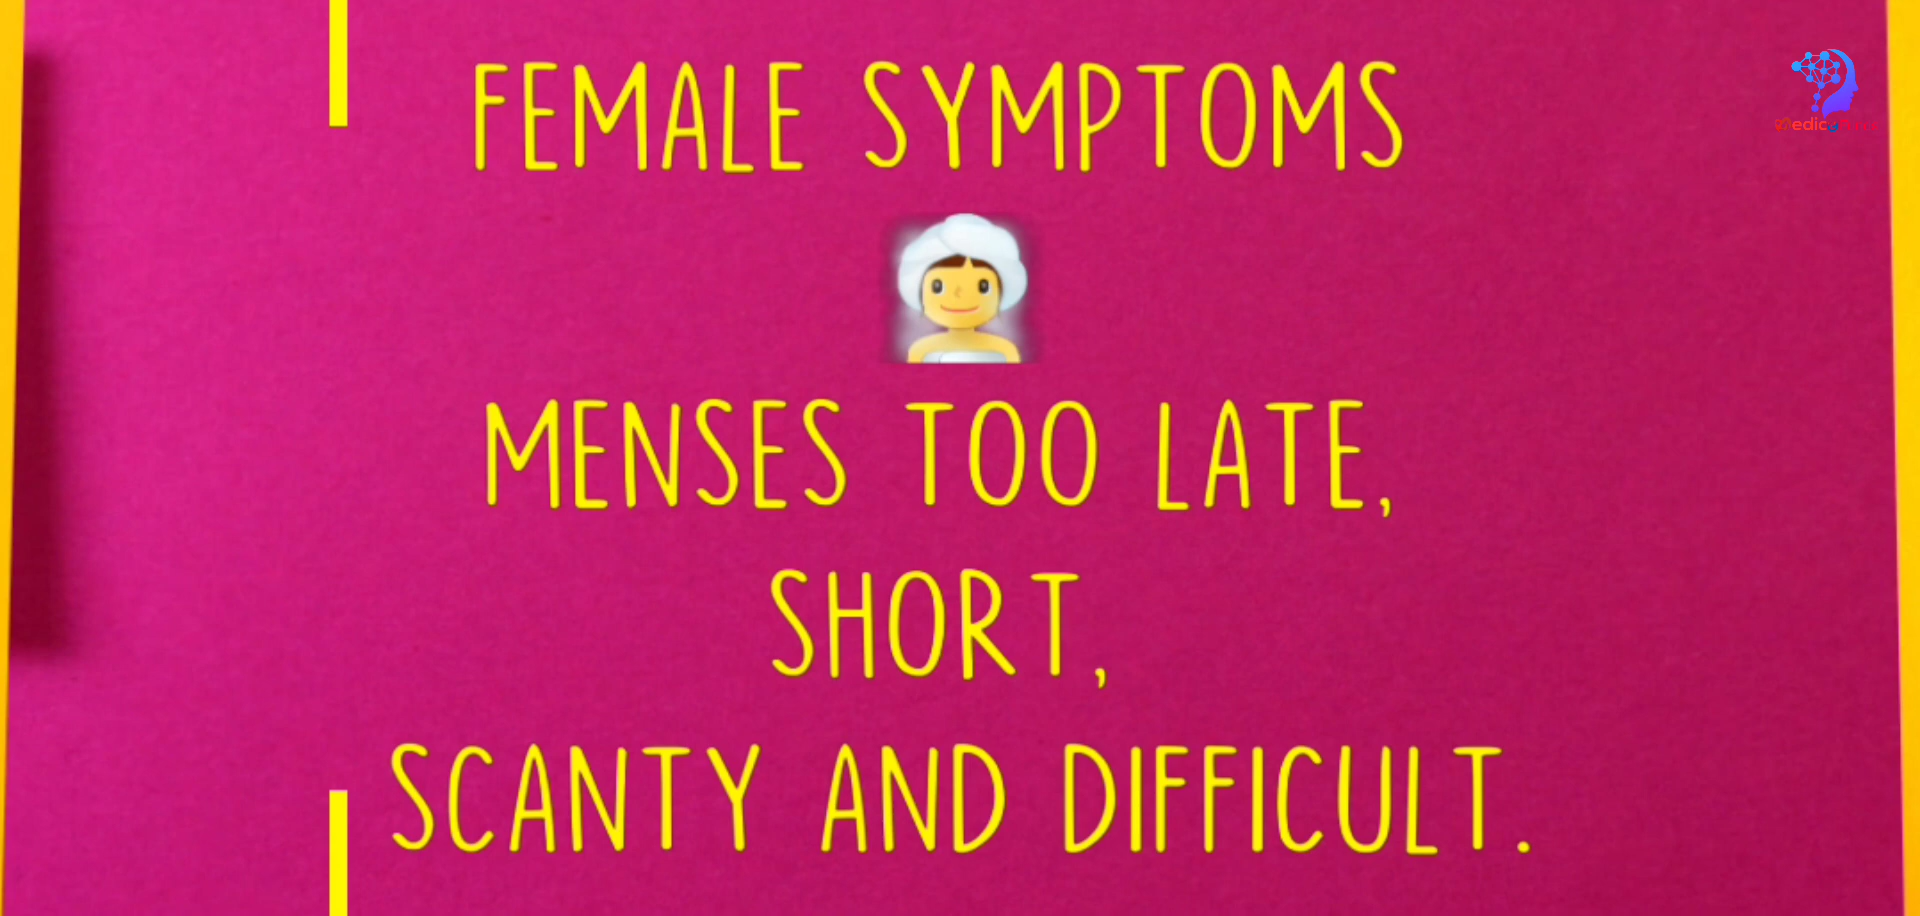 FEMALE SYMPTOMS
MENSES TOO LATE,
SHORT,
SCANTY AND DIFFICULT.